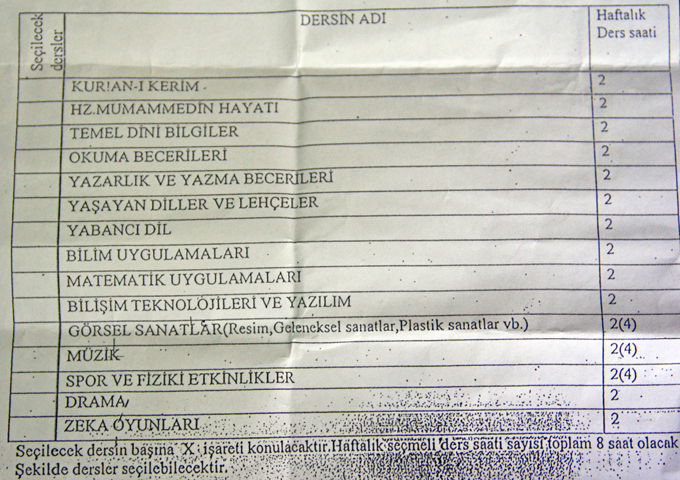 Seçilecek dersler
DERSİN ADI
Haftalık
Ders saati
KUR!AN-I KERİM 2
HZ.MUMAMMEDİN HAYATI 2
TEMEL DİNİ BİLGİLER 2
OKUMA BECERİLERİ 2
YAZARLIK VE YAZMA BECERİLERİ 2
YAŞAYAN DİLLER VE LEHÇELER 2
YABANCI DİL 2
BİLİM UYGULAMALARI 2
MATEMATİK UYGULAMALARI 2
BİLİŞİM TEKNOLOJİLERİ VE YAZILIM 2
GÖRSEL SANATLAR(Resim,Geleneksel sanatlar,Plastik sanatlar vb.) 2(4)
MÜZİK 2(4)
SPOR VE FİZİKİ ETKİNLİKLER 2(4)
DRAMA 2
ZEKA OYUNLARI 2
Seçilecek dersin başına X işareti konulacaktır.Haftalık seçmeli ders saati sayısı toplam 8 saat olacak
Şekilde dersler seçilebilecektir.